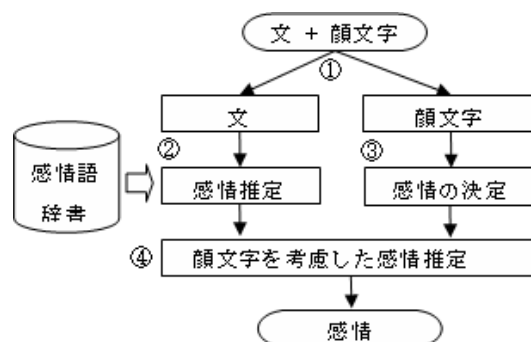 文 + 顔文字
①
文
顔文字
②
③
感情語
辞書
感情推定
感情の決定
④
顔文字を考慮した感情推定
感情